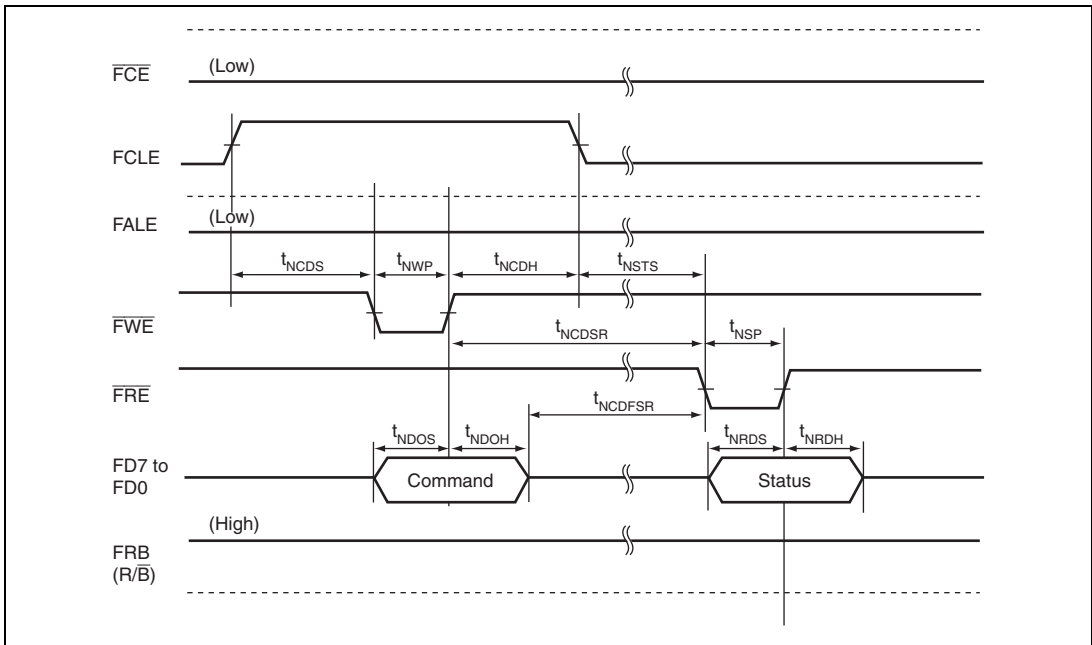 FCE (Low)
FCLE
FALE (Low)
tNCDS tNWP tNCDH tNSTS
FWE
tNCDSR tNSP
FRE
tNCDFSR
tNDOS tNDOH tNRDS tNRDH
FD7 to
FD0
Command Status
(High)
FRB
(R/B)